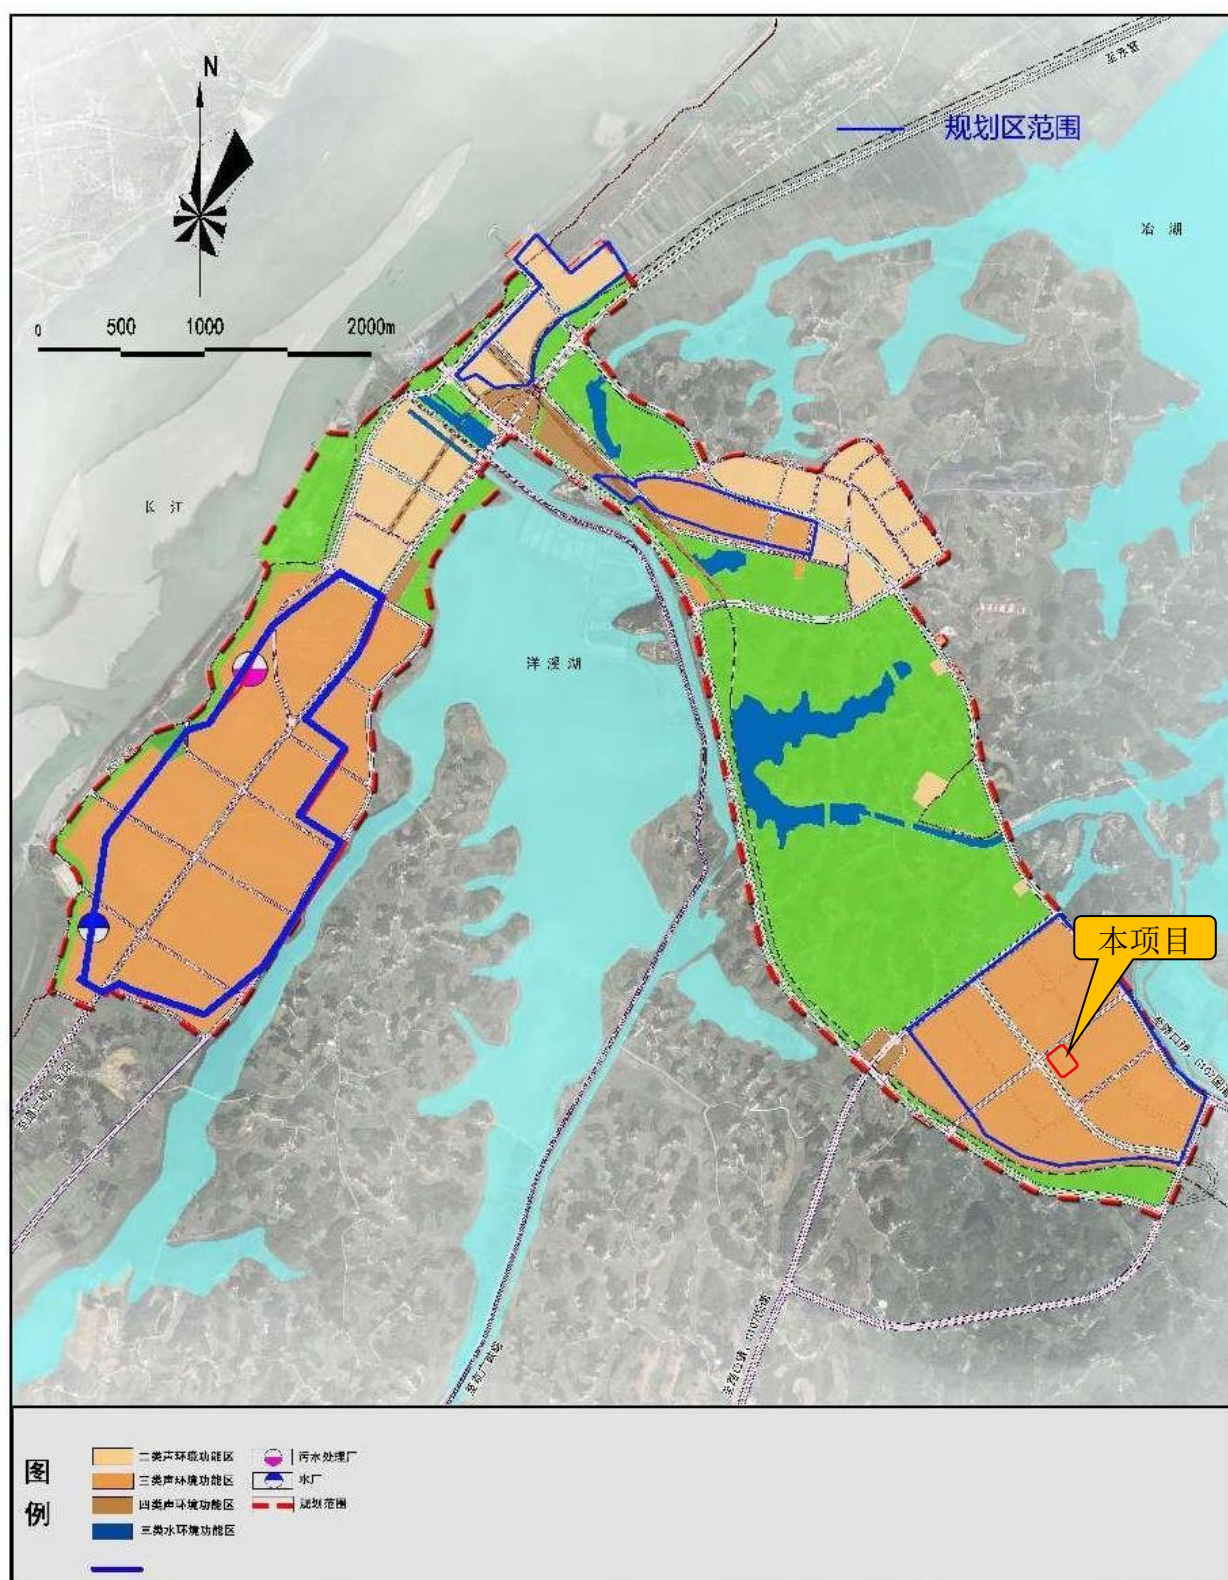 N
0 500 1000 2000m
规划区范围
冶湖
长江
洋溪湖
本项目
图例
二类声环境功能区
三类声环境功能区
四类声环境功能区
三类水环境功能区
污水处理厂
水厂
规划范围